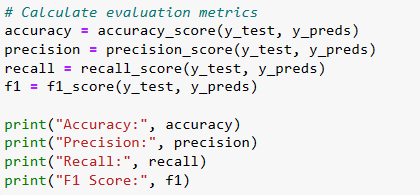 # Calculate evaluation metrics
accuracy = accuracy_score(y_test, y_preds)
precision = precision_score(y_test, y_preds)
recall = recall_score(y_test, y_preds)
f1 = f1_score(y_test, y_preds)

print("Accuracy:", accuracy)
print("Precision:", precision)
print("Recall:", recall)
print("F1 Score:", f1)